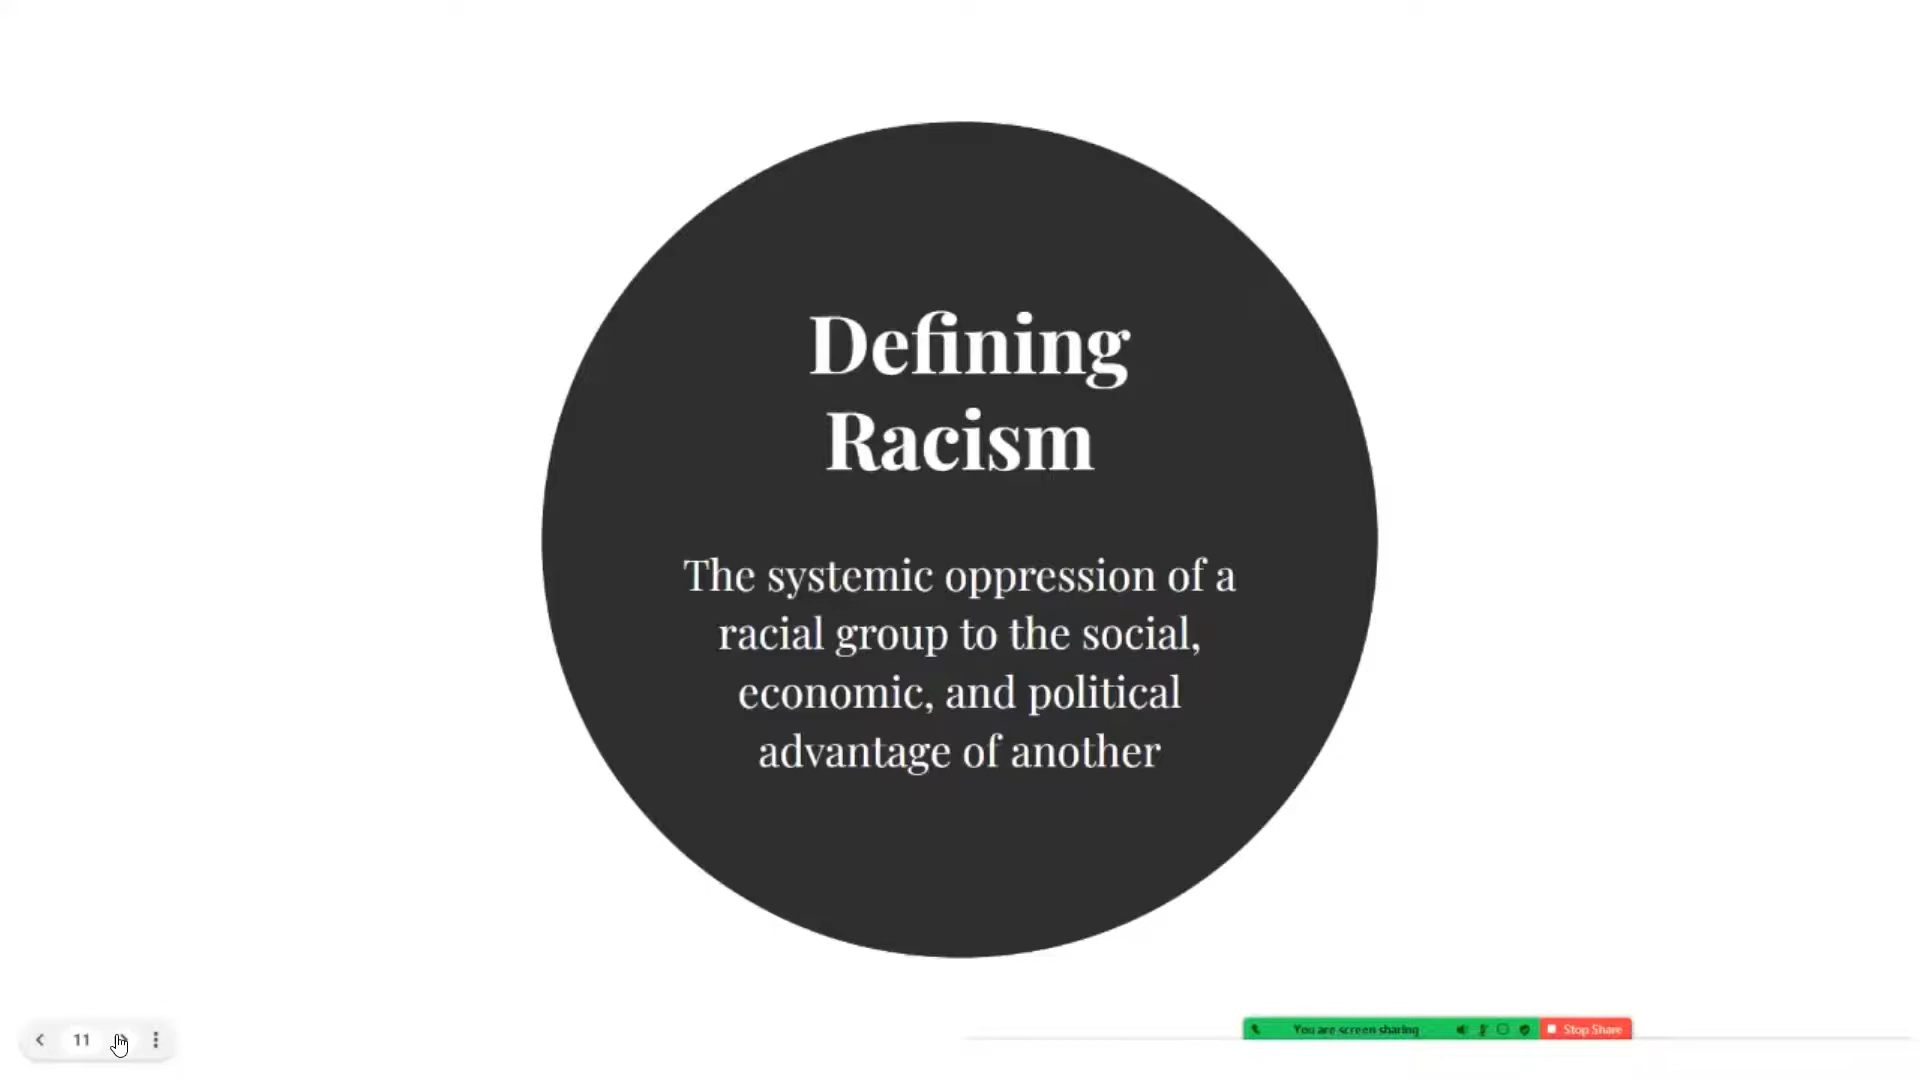 Defining
Racism
The systemic oppression of a
racial group to the social,
economic, and political
advantage of another
11
You are screen sharing
Stop Share